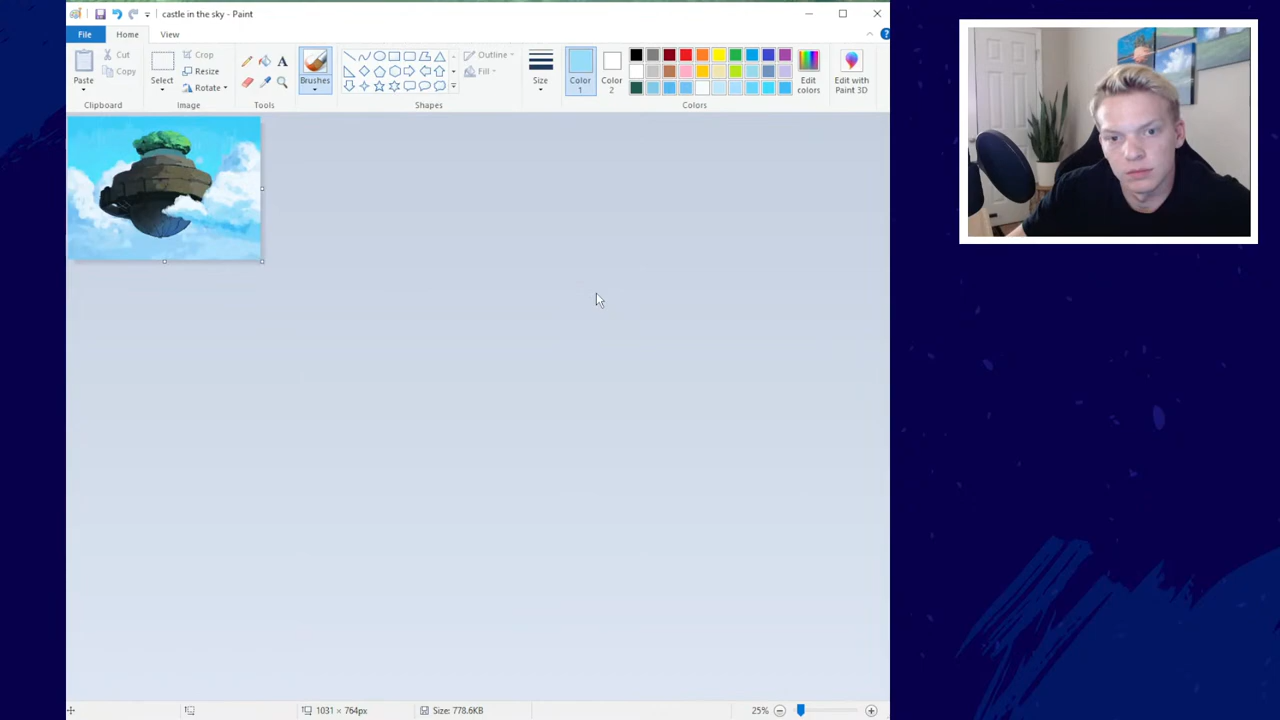 castle in the sky - Paint
File Home View
Paste
Cut
Copy
Clipboard
Select
Crop
Resize
Rotate
Image
A
Tools
Brushes
Outline
Fill
Shapes
Size
Color 1
Color 2
Edit colors
Colors
Edit with Paint 3D
1031 × 764px
Size: 778.6KB
25%